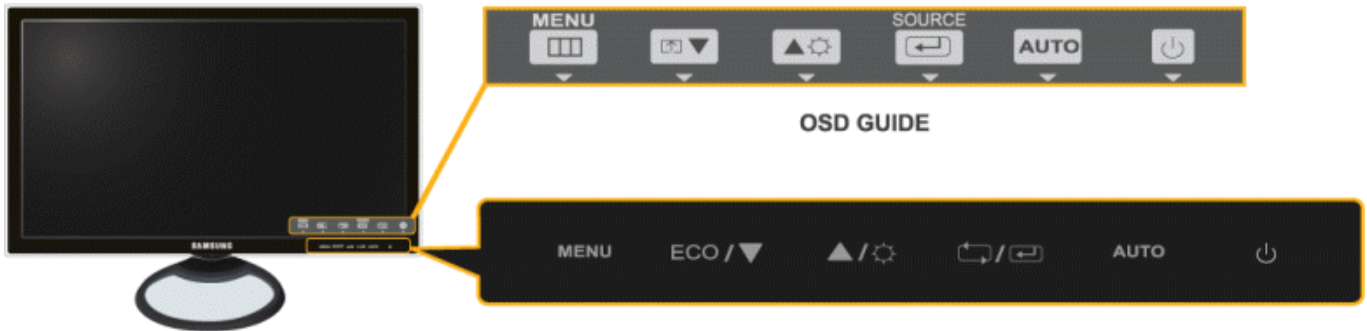 MENU SOURCE
AUTO
OSD GUIDE
SAMSUNG
MENU ECO/▼ ▲/ / AUTO